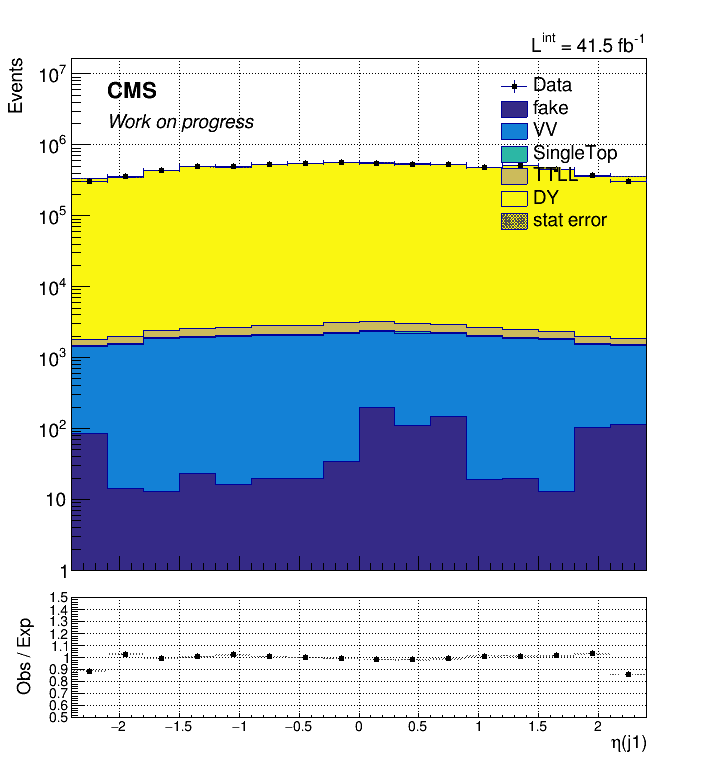 L^int = 41.5 fb^-1
Events
10^7
10^6
10^5
10^4
10^3
10^2
10
1
CMS
Work on progress
Data
fake
VV
SingleTop
TTLL
DY
stat error
Obs / Exp
1.5
1.4
1.3
1.2
1.1
1
0.9
0.8
0.7
0.6
0.5
−2 −1.5 −1 −0.5 0 0.5 1 1.5 2
η(j1)